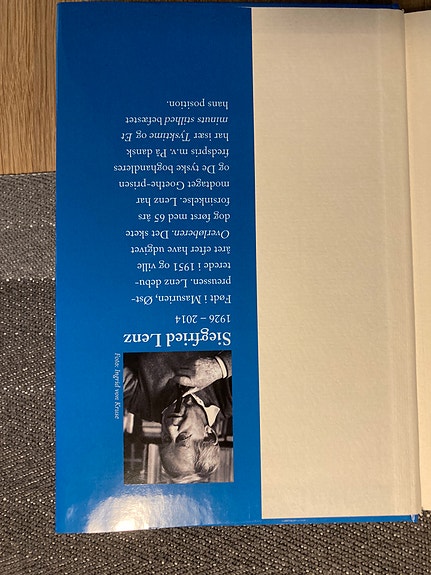 Foto: Ingrid von Kruse
Siegfried Lenz
1926 – 2014
Født i Masurien, Øst-
preussen. Lenz debu-
terede i 1951 og ville
året efter have udgivet
Overløberen. Det skete
dog først med 65 års
forsinkelse. Lenz har
modtaget Goethe-prisen
og De tyske boghandleres
fredspris m.v. På dansk
har især Tysktime og Et
minuts stilhed befæstet
hans position.